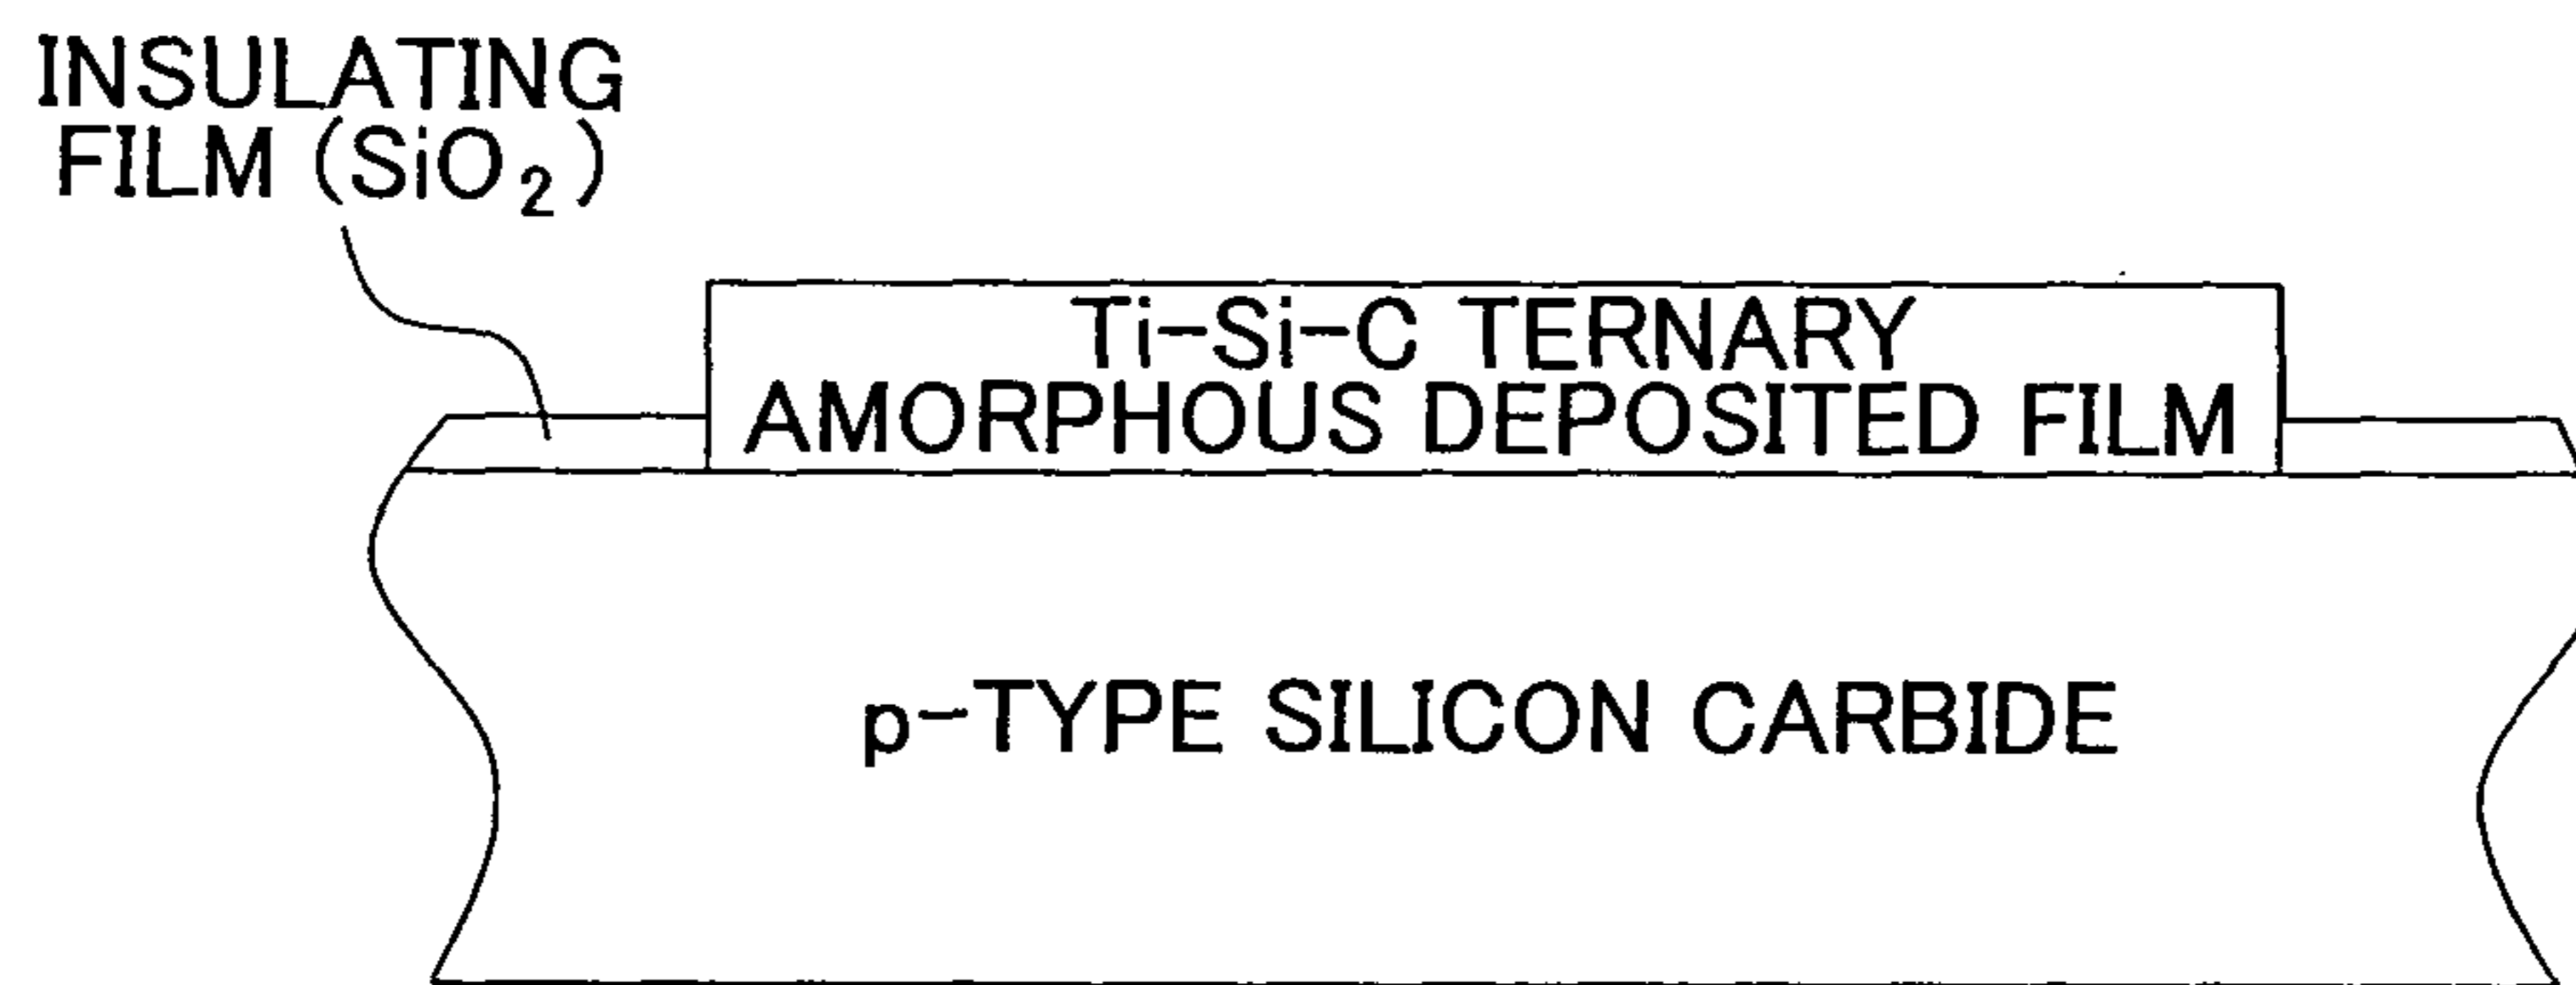 INSULATING
FILM (SiO₂)
Ti-Si-C TERNARY
AMORPHOUS DEPOSITED FILM
p-TYPE SILICON CARBIDE